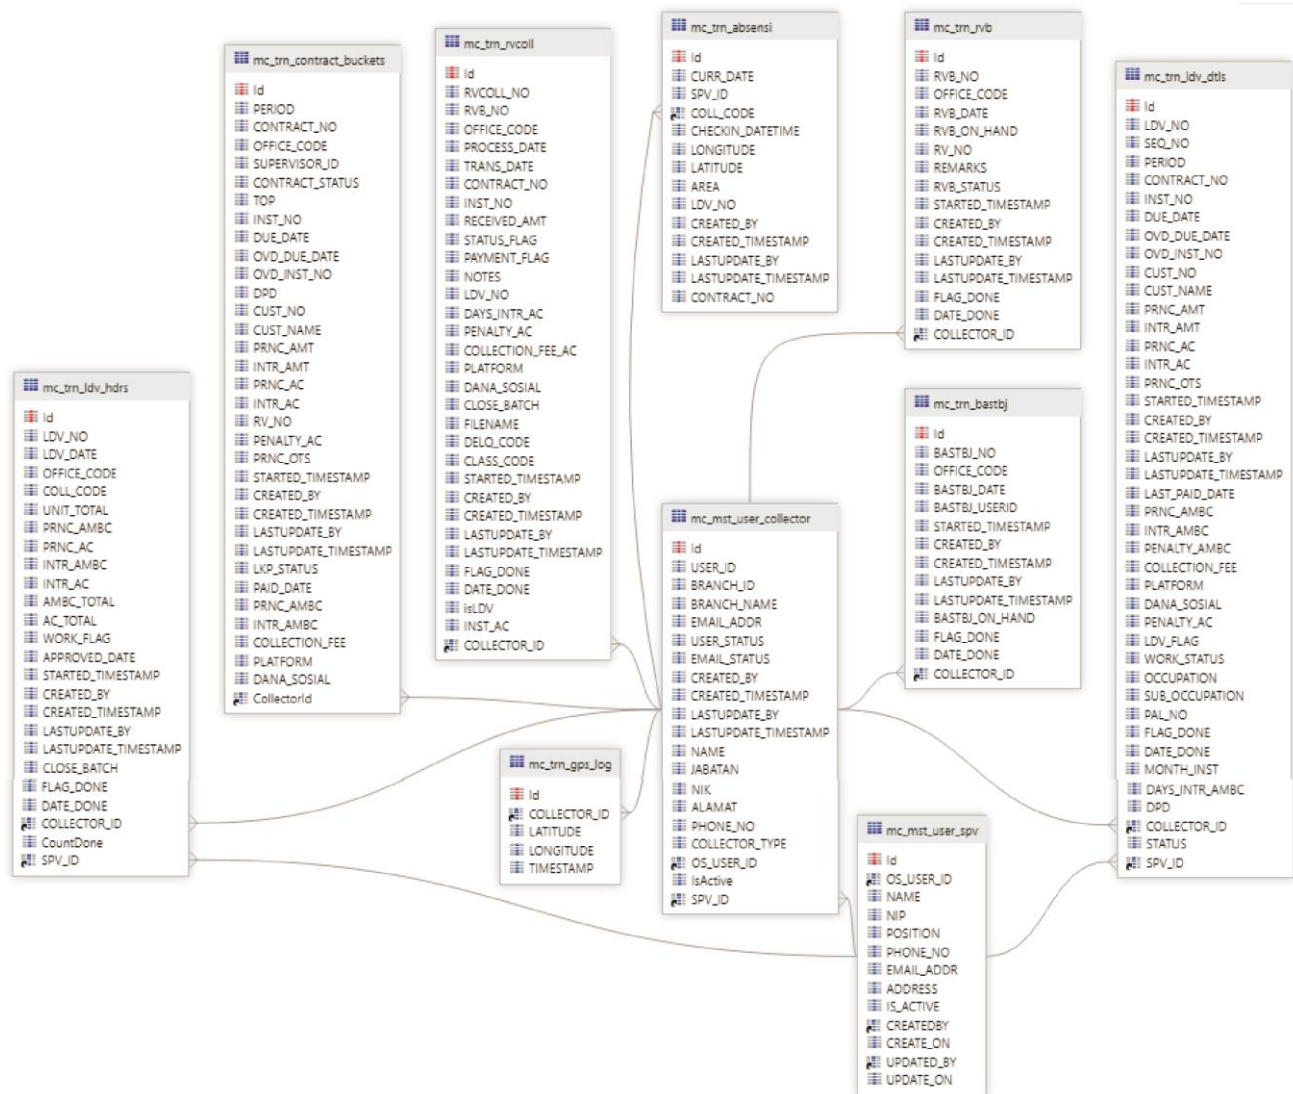 mc_trn_ldv_hdrs
Id
LDV_NO
LDV_DATE
OFFICE_CODE
COLL_CODE
UNIT_TOTAL
PRNC_AMBC
PRNC_AC
INTR_AMBC
INTR_AC
AMBC_TOTAL
AC_TOTAL
WORK_FLAG
APPROVED_DATE
STARTED_TIMESTAMP
CREATED_BY
CREATED_TIMESTAMP
LASTUPDATE_BY
LASTUPDATE_TIMESTAMP
CLOSE_BATCH
FLAG_DONE
DATE_DONE
COLLECTOR_ID
CountDone
SPV_ID
mc_trn_contract_buckets
Id
PERIOD
CONTRACT_NO
OFFICE_CODE
SUPERVISOR_ID
CONTRACT_STATUS
TOP
INST_NO
DUE_DATE
OVD_DUE_DATE
OVD_INST_NO
DPD
CUST_NO
CUST_NAME
PRNC_AMT
INTR_AMT
PRNC_AC
INTR_AC
RV_NO
PENALTY_AC
PRNC_OTS
STARTED_TIMESTAMP
CREATED_BY
CREATED_TIMESTAMP
LASTUPDATE_BY
LASTUPDATE_TIMESTAMP
LKP_STATUS
PAID_DATE
PRNC_AMBC
INTR_AMBC
COLLECTION_FEE
PLATFORM
DANA_SOSIAL
CollectorId
mc_trn_rvcoll
Id
RVCOLL_NO
RVB_NO
OFFICE_CODE
PROCESS_DATE
TRANS_DATE
CONTRACT_NO
INST_NO
RECEIVED_AMT
STATUS_FLAG
PAYMENT_FLAG
NOTES
LDV_NO
DAYS_INTR_AC
PENALTY_AC
COLLECTION_FEE_AC
PLATFORM
DANA_SOSIAL
CLOSE_BATCH
FILENAME
DELQ_CODE
CLASS_CODE
STARTED_TIMESTAMP
CREATED_BY
CREATED_TIMESTAMP
LASTUPDATE_BY
LASTUPDATE_TIMESTAMP
FLAG_DONE
DATE_DONE
isLDV
INST_AC
COLLECTOR_ID
mc_trn_gps_log
Id
COLLECTOR_ID
LATITUDE
LONGITUDE
TIMESTAMP
mc_trn_absensi
Id
CURR_DATE
SPV_ID
COLL_CODE
CHECKIN_DATETIME
LONGITUDE
LATITUDE
AREA
LDV_NO
CREATED_BY
CREATED_TIMESTAMP
LASTUPDATE_BY
LASTUPDATE_TIMESTAMP
CONTRACT_NO
mc_mst_user_collector
Id
USER_ID
BRANCH_ID
BRANCH_NAME
EMAIL_ADDR
USER_STATUS
EMAIL_STATUS
CREATED_BY
CREATED_TIMESTAMP
LASTUPDATE_BY
LASTUPDATE_TIMESTAMP
NAME
JABATAN
NIK
ALAMAT
PHONE_NO
COLLECTOR_TYPE
OS_USER_ID
IsActive
SPV_ID
mc_trn_rvb
Id
RVB_NO
OFFICE_CODE
RVB_DATE
RVB_ON_HAND
RV_NO
REMARKS
RVB_STATUS
STARTED_TIMESTAMP
CREATED_BY
CREATED_TIMESTAMP
LASTUPDATE_BY
LASTUPDATE_TIMESTAMP
FLAG_DONE
DATE_DONE
COLLECTOR_ID
mc_trn_bastbj
Id
BASTBJ_NO
OFFICE_CODE
BASTBJ_DATE
BASTBJ_USERID
STARTED_TIMESTAMP
CREATED_BY
CREATED_TIMESTAMP
LASTUPDATE_BY
LASTUPDATE_TIMESTAMP
BASTBJ_ON_HAND
FLAG_DONE
DATE_DONE
COLLECTOR_ID
mc_mst_user_spv
Id
OS_USER_ID
NAME
NIP
POSITION
PHONE_NO
EMAIL_ADDR
ADDRESS
IS_ACTIVE
CREATEDBY
CREATE_ON
UPDATED_BY
UPDATE_ON
mc_trn_ldv_dtls
Id
LDV_NO
SEQ_NO
PERIOD
CONTRACT_NO
INST_NO
DUE_DATE
OVD_DUE_DATE
OVD_INST_NO
CUST_NO
CUST_NAME
PRNC_AMT
INTR_AMT
PRNC_AC
INTR_AC
PRNC_OTS
STARTED_TIMESTAMP
CREATED_BY
CREATED_TIMESTAMP
LASTUPDATE_BY
LASTUPDATE_TIMESTAMP
LAST_PAID_DATE
PRNC_AMBC
INTR_AMBC
PENALTY_AMBC
COLLECTION_FEE
PLATFORM
DANA_SOSIAL
PENALTY_AC
LDV_FLAG
WORK_STATUS
OCCUPATION
SUB_OCCUPATION
PAL_NO
FLAG_DONE
DATE_DONE
MONTH_INST
DAYS_INTR_AMBC
DPD
COLLECTOR_ID
STATUS
SPV_ID